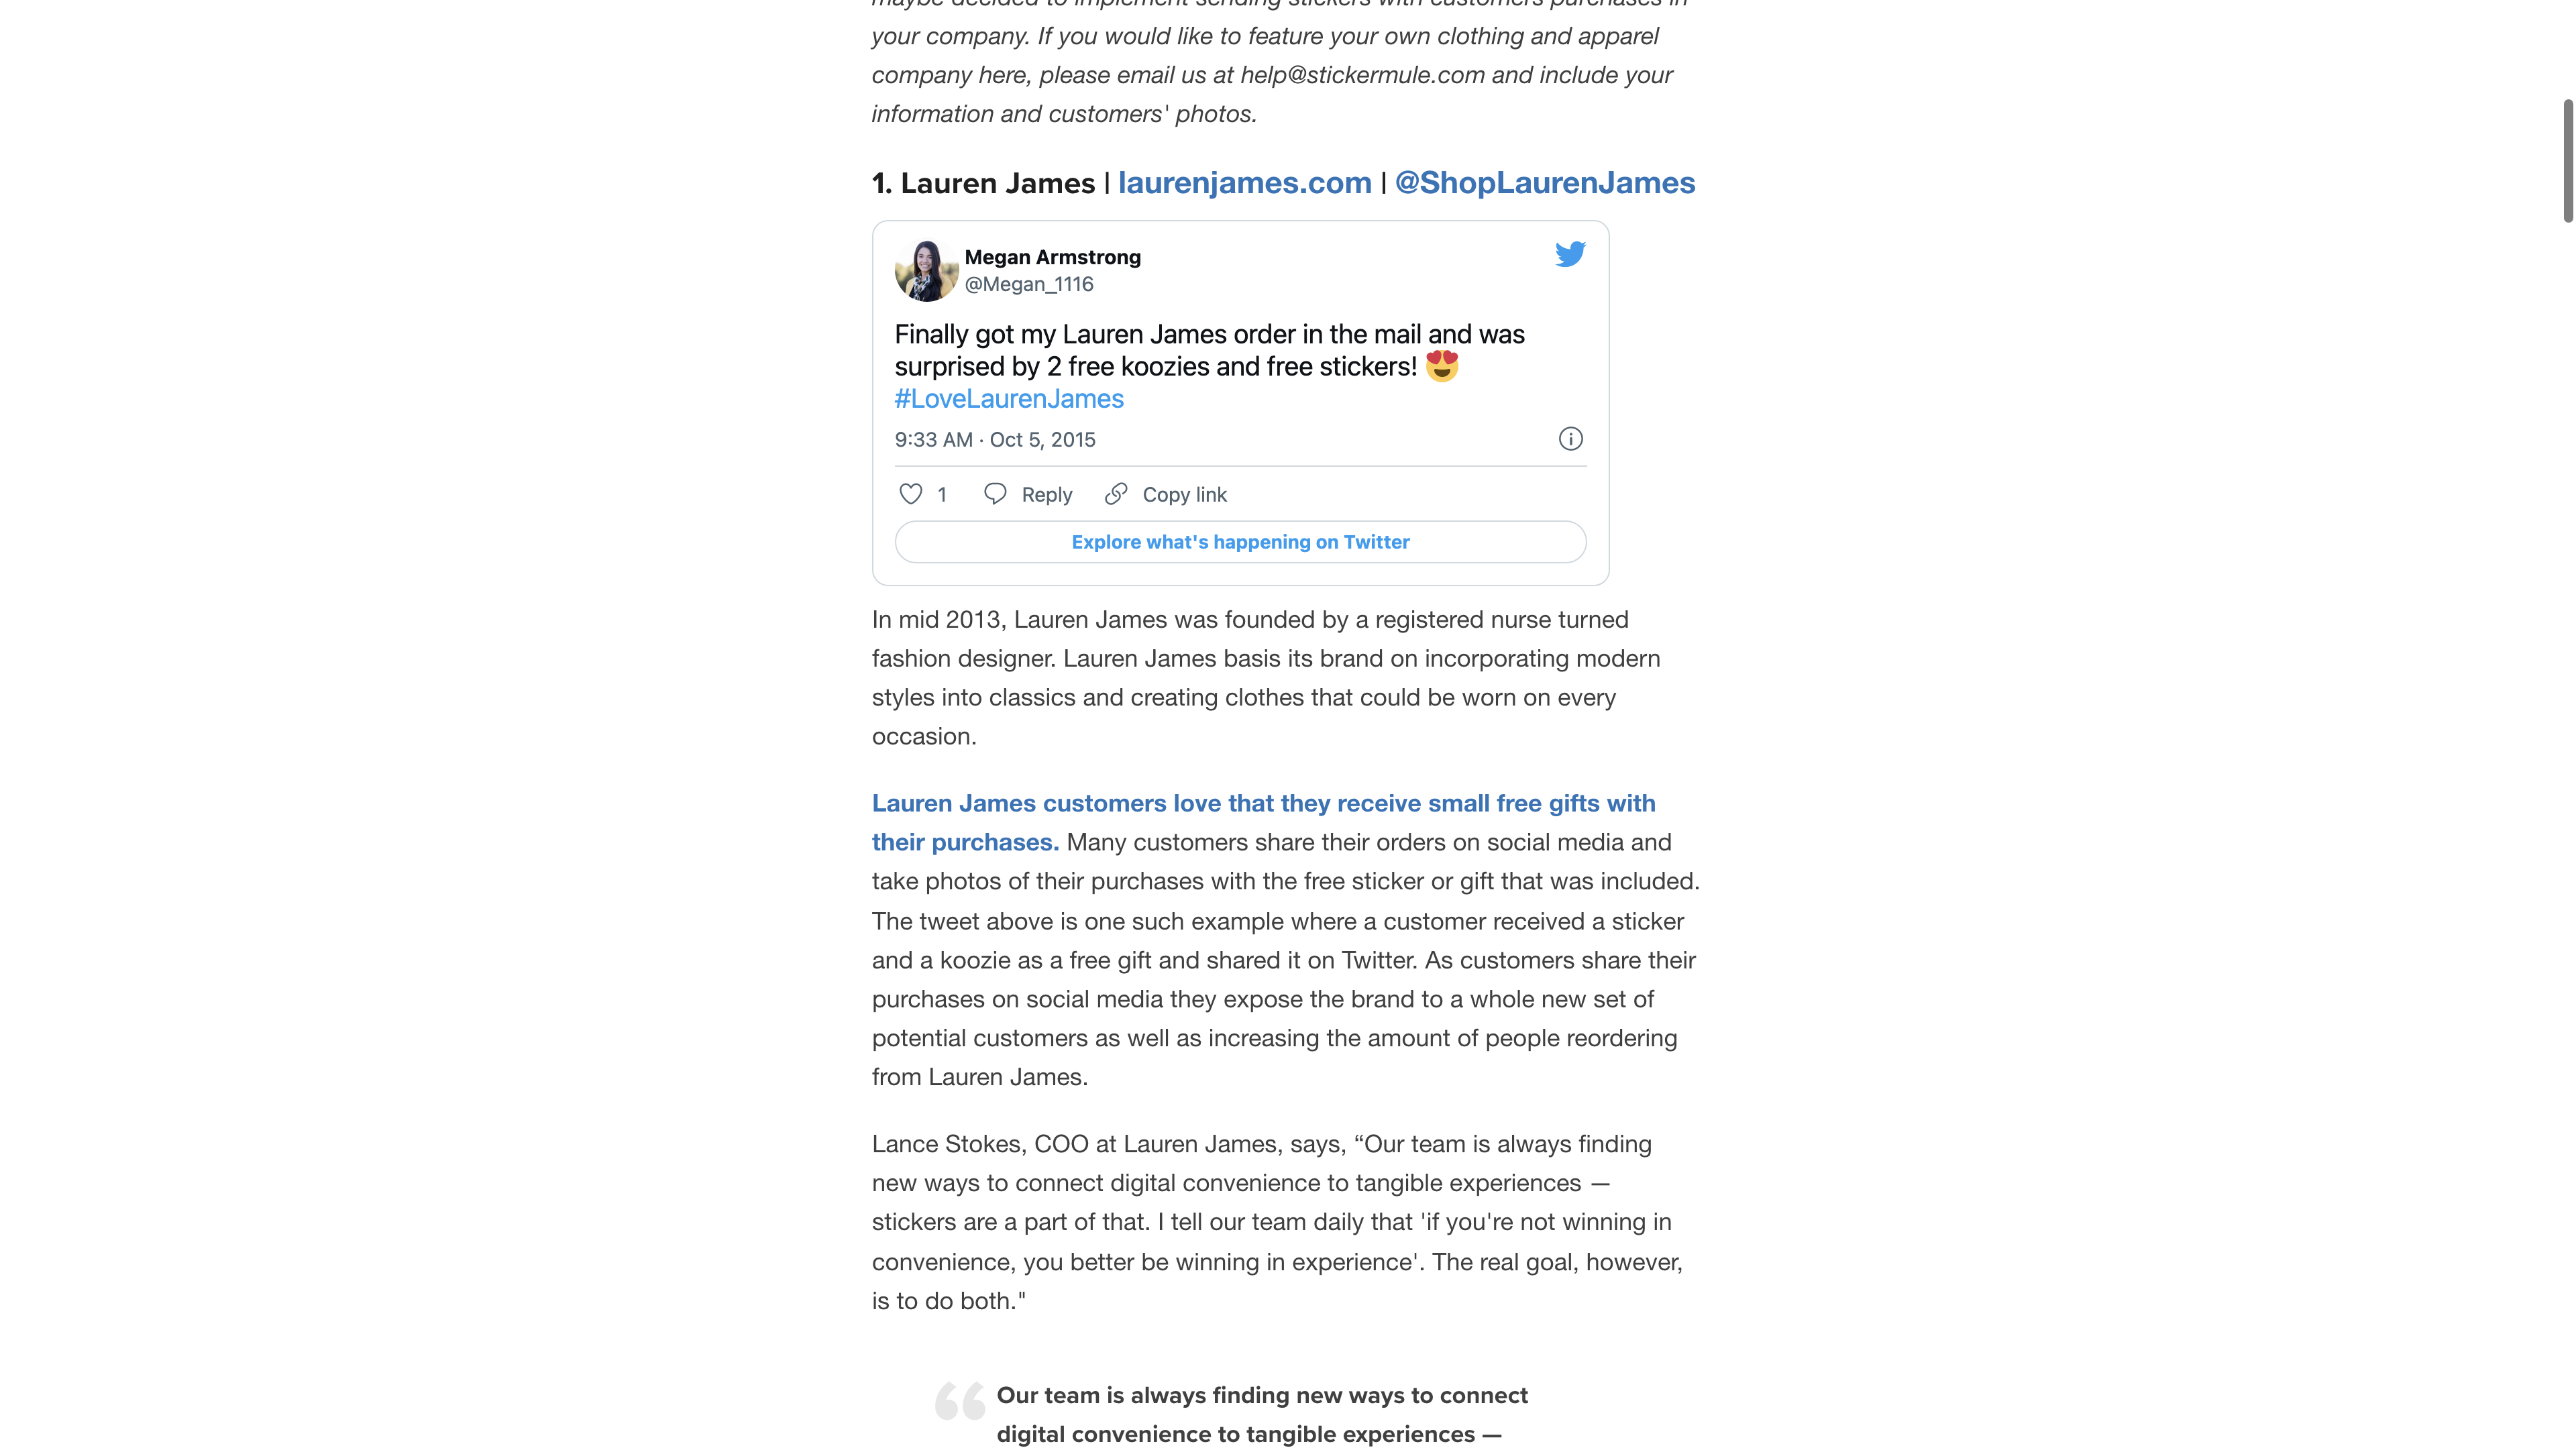 maybe decided to implement sending stickers with customers purchases in
your company. If you would like to feature your own clothing and apparel
company here, please email us at help@stickermule.com and include your
information and customers' photos.
1. Lauren James | laurenjames.com | @ShopLaurenJames
Megan Armstrong
@Megan_1116
Finally got my Lauren James order in the mail and was
surprised by 2 free koozies and free stickers! 😍
#LoveLaurenJames
9:33 AM · Oct 5, 2015
1 Reply Copy link
Explore what's happening on Twitter
In mid 2013, Lauren James was founded by a registered nurse turned
fashion designer. Lauren James basis its brand on incorporating modern
styles into classics and creating clothes that could be worn on every
occasion.
Lauren James customers love that they receive small free gifts with
their purchases. Many customers share their orders on social media and
take photos of their purchases with the free sticker or gift that was included.
The tweet above is one such example where a customer received a sticker
and a koozie as a free gift and shared it on Twitter. As customers share their
purchases on social media they expose the brand to a whole new set of
potential customers as well as increasing the amount of people reordering
from Lauren James.
Lance Stokes, COO at Lauren James, says, “Our team is always finding
new ways to connect digital convenience to tangible experiences —
stickers are a part of that. I tell our team daily that 'if you're not winning in
convenience, you better be winning in experience'. The real goal, however,
is to do both."
“ Our team is always finding new ways to connect
digital convenience to tangible experiences —